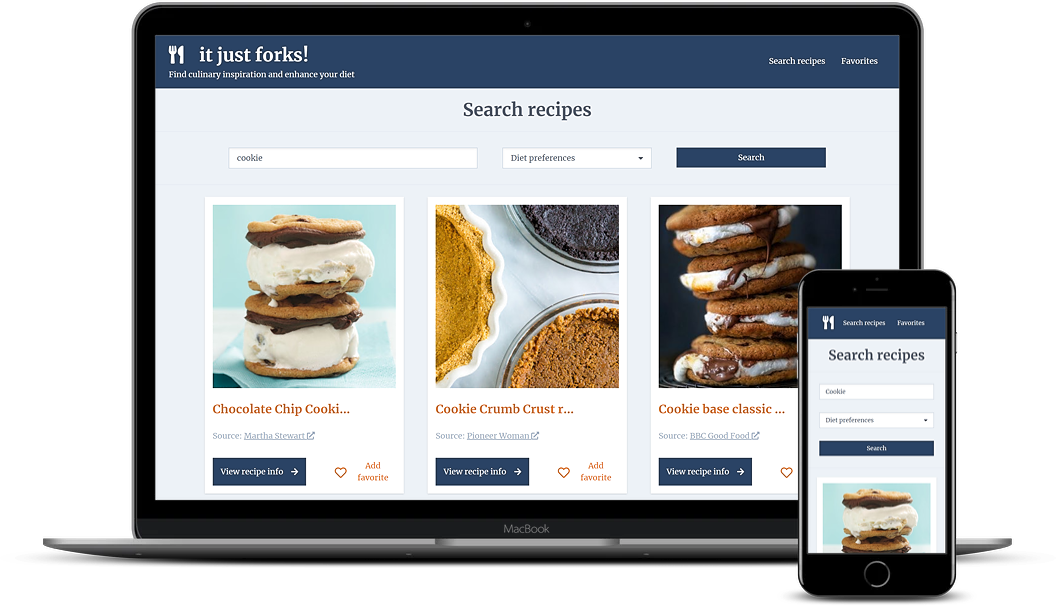 it just forks!
Find culinary inspiration and enhance your diet
Search recipes Favorites
Search recipes
cookie
Diet preferences
Search
Chocolate Chip Cooki...
Source: Martha Stewart
View recipe info
Add
favorite
Cookie Crumb Crust r...
Source: Pioneer Woman
View recipe info
Add
favorite
Cookie base classic ...
Source: BBC Good Food
View recipe info
MacBook
Search recipes Favorites
Search recipes
Cookie
Diet preferences
Search